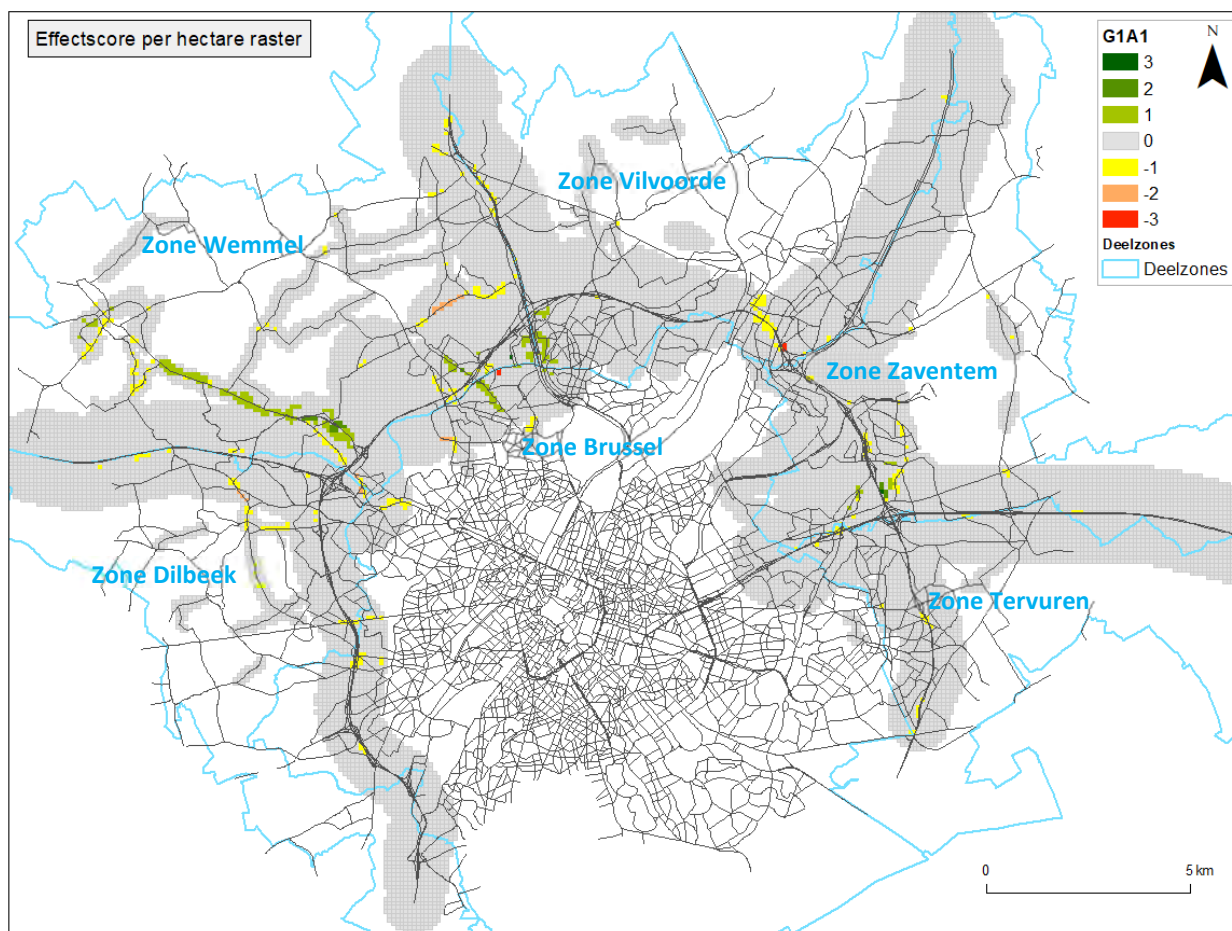 Effectscore per hectare raster
G1A1
N
3
2
1
0
-1
-2
-3
Deelzones
Deelzones
Zone Vilvoorde
Zone Wemmel
Zone Zaventem
Zone Brussel
Zone Dilbeek
Zone Tervuren
0 5 km